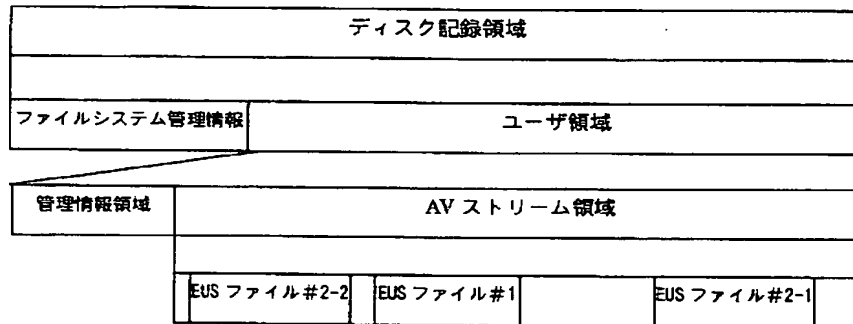 ディスク記録領域
ファイルシステム管理情報 ユーザ領域
管理情報領域 AV ストリーム領域
EUS ファイル#2-2 EUS ファイル#1 EUS ファイル#2-1